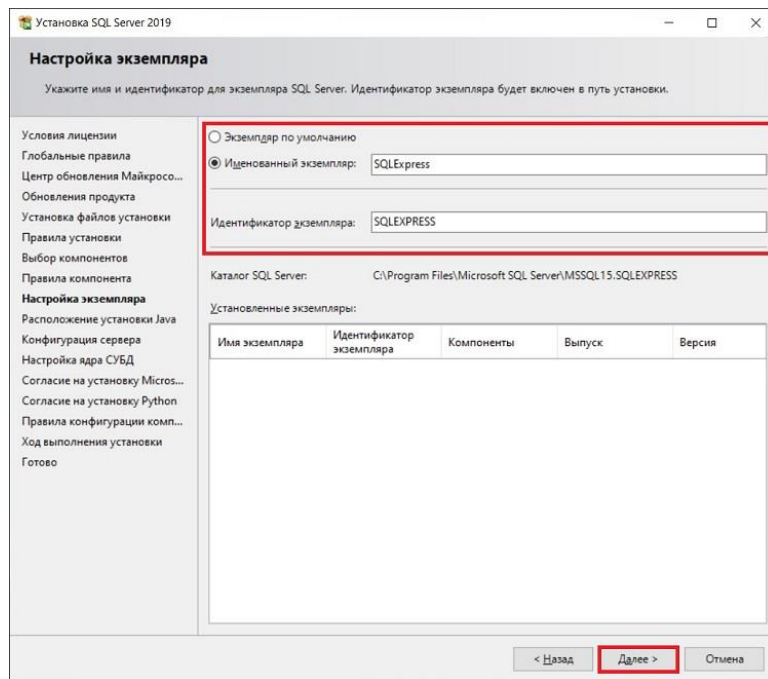 Установка SQL Server 2019
Настройка экземпляра
Укажите имя и идентификатор для экземпляра SQL Server. Идентификатор экземпляра будет включен в путь установки.
Условия лицензии
Глобальные правила
Центр обновления Майкросо...
Обновления продукта
Установка файлов установки
Правила установки
Выбор компонентов
Правила компонента
Настройка экземпляра
Расположение установки Java
Конфигурация сервера
Настройка ядра СУБД
Согласие на установку Micros...
Согласие на установку Python
Правила конфигурации комп...
Ход выполнения установки
Готово
Экземпляр по умолчанию
Именованный экземпляр: SQLExpress
Идентификатор экземпляра: SQLEXPRESS
Каталог SQL Server: C:\Program Files\Microsoft SQL Server\MSSQL15.SQLEXPRESS
Установленные экземпляры:
Имя экземпляра Идентификатор экземпляра Компоненты Выпуск Версия
< Назад Далее > Отмена